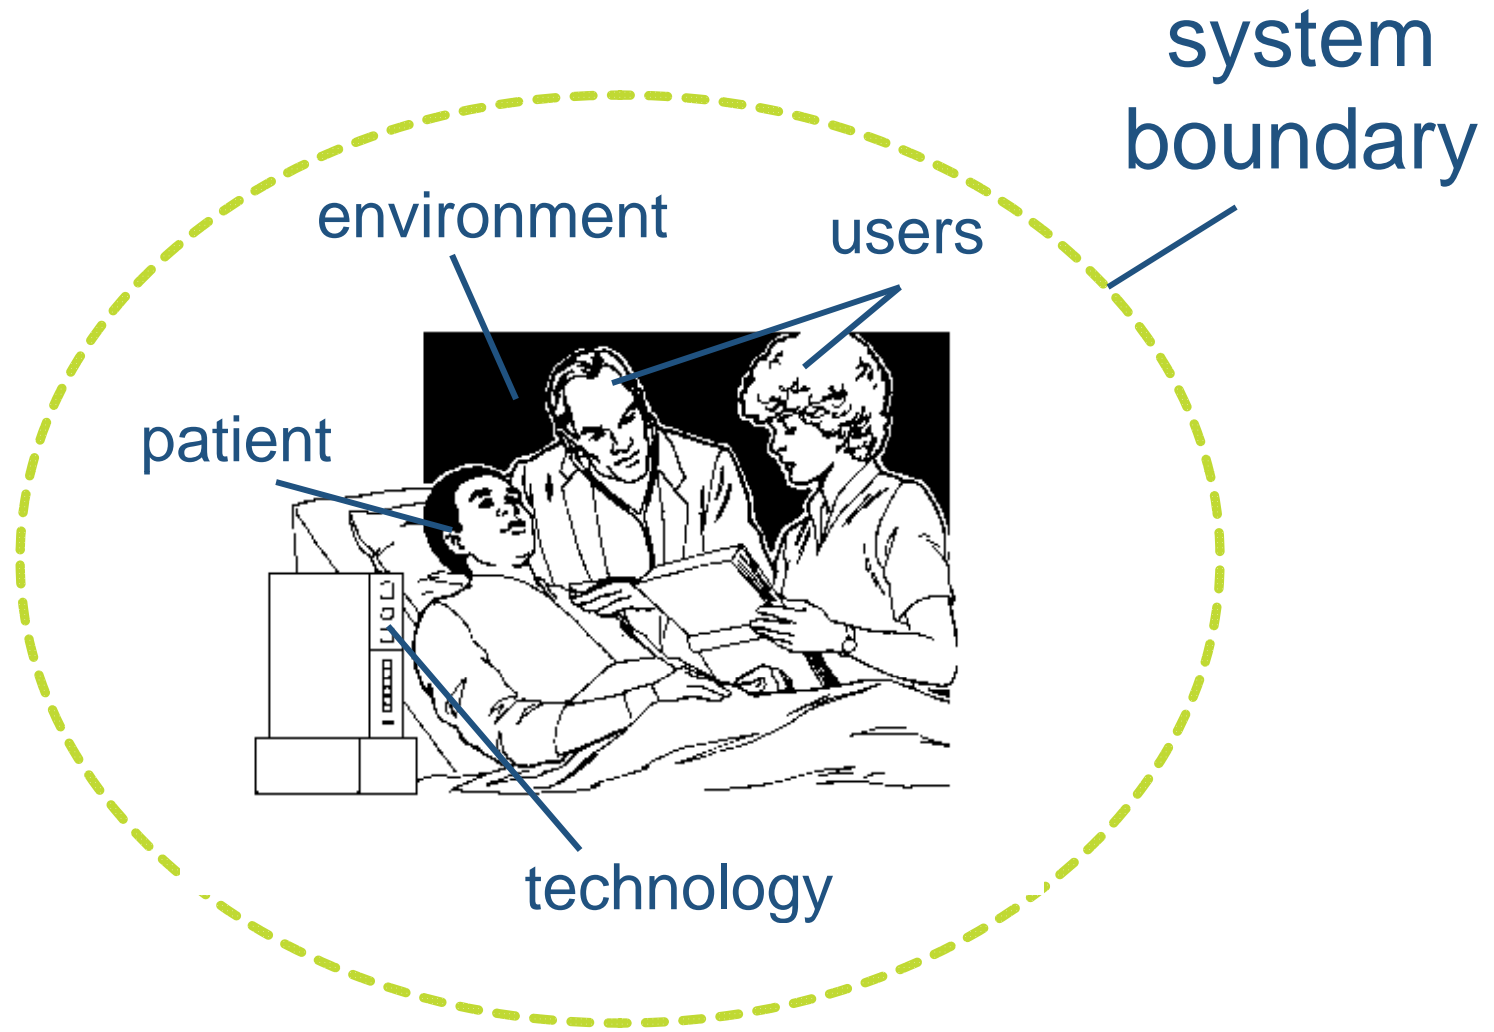 system
boundary
environment
users
patient
technology